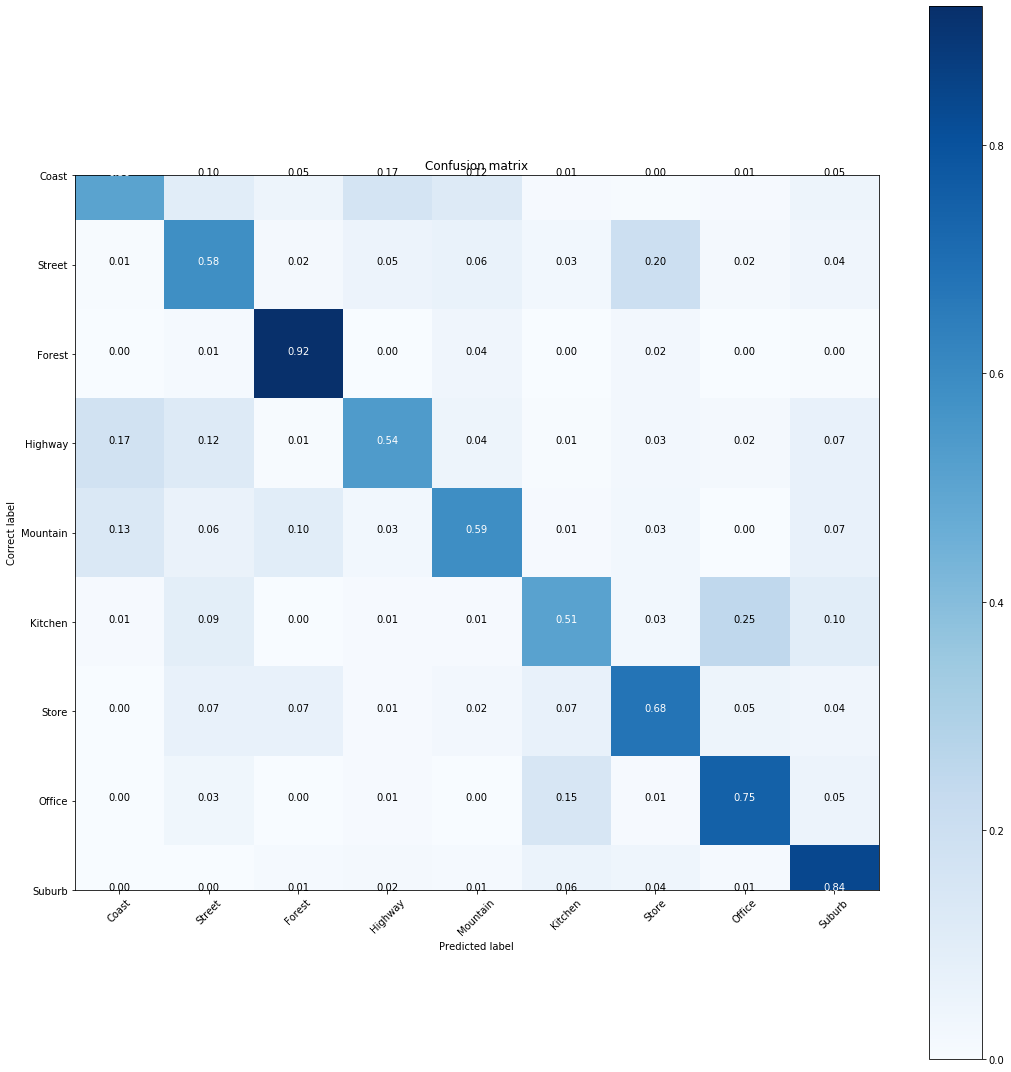 Confusion matrix
Coast 0.10 0.05 0.17 0.12 0.01 0.00 0.01 0.05
Street 0.01 0.58 0.02 0.05 0.06 0.03 0.20 0.02 0.04
Forest 0.00 0.01 0.92 0.00 0.04 0.00 0.02 0.00 0.00
Highway 0.17 0.12 0.01 0.54 0.04 0.01 0.03 0.02 0.07
Mountain 0.13 0.06 0.10 0.03 0.59 0.01 0.03 0.00 0.07
Kitchen 0.01 0.09 0.00 0.01 0.01 0.51 0.03 0.25 0.10
Store 0.00 0.07 0.07 0.01 0.02 0.07 0.68 0.05 0.04
Office 0.00 0.03 0.00 0.01 0.00 0.15 0.01 0.75 0.05
Suburb 0.00 0.00 0.01 0.02 0.01 0.06 0.04 0.01 0.84
Coast Street Forest Highway Mountain Kitchen Store Office Suburb
Predicted label
Correct label
0.8
0.6
0.4
0.2
0.0